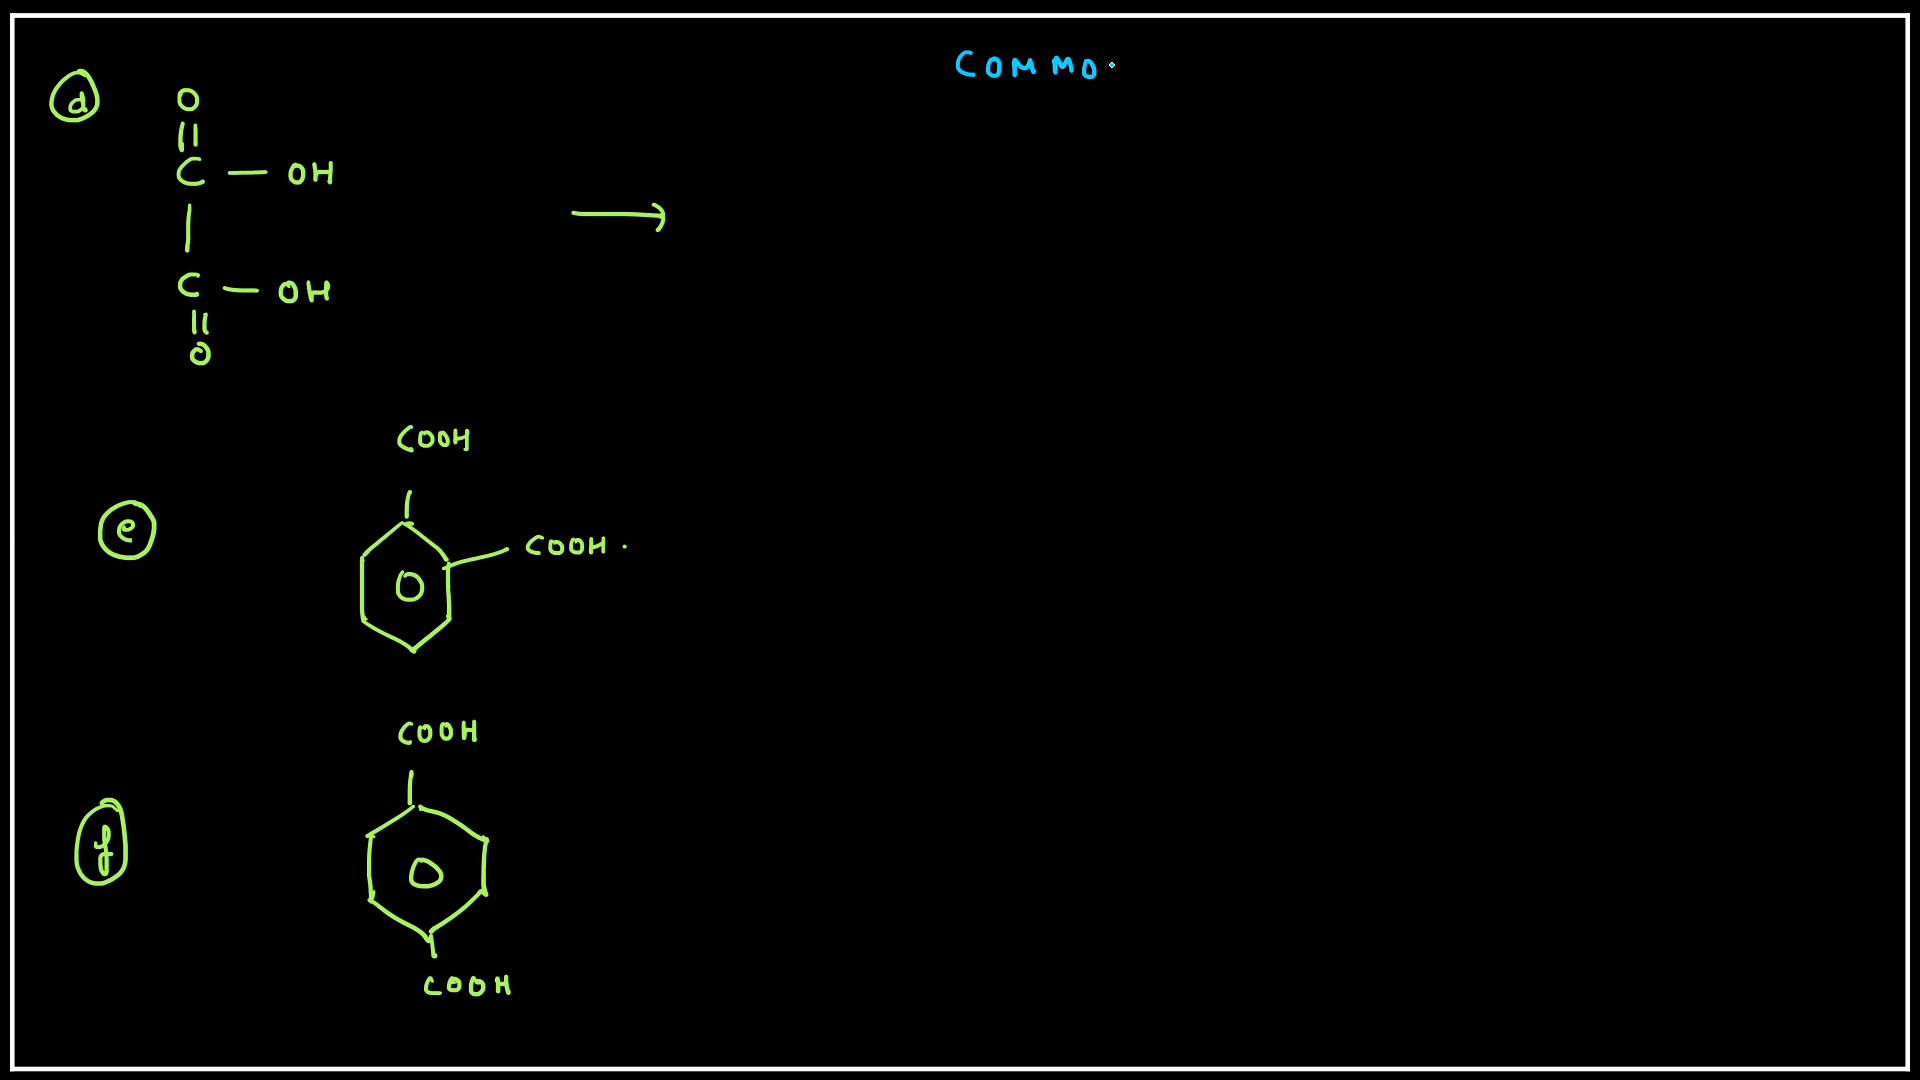 COMMO
d
O
||
C — OH
|
C — OH
||
O
COOH
e
COOH
COOH
f
COOH